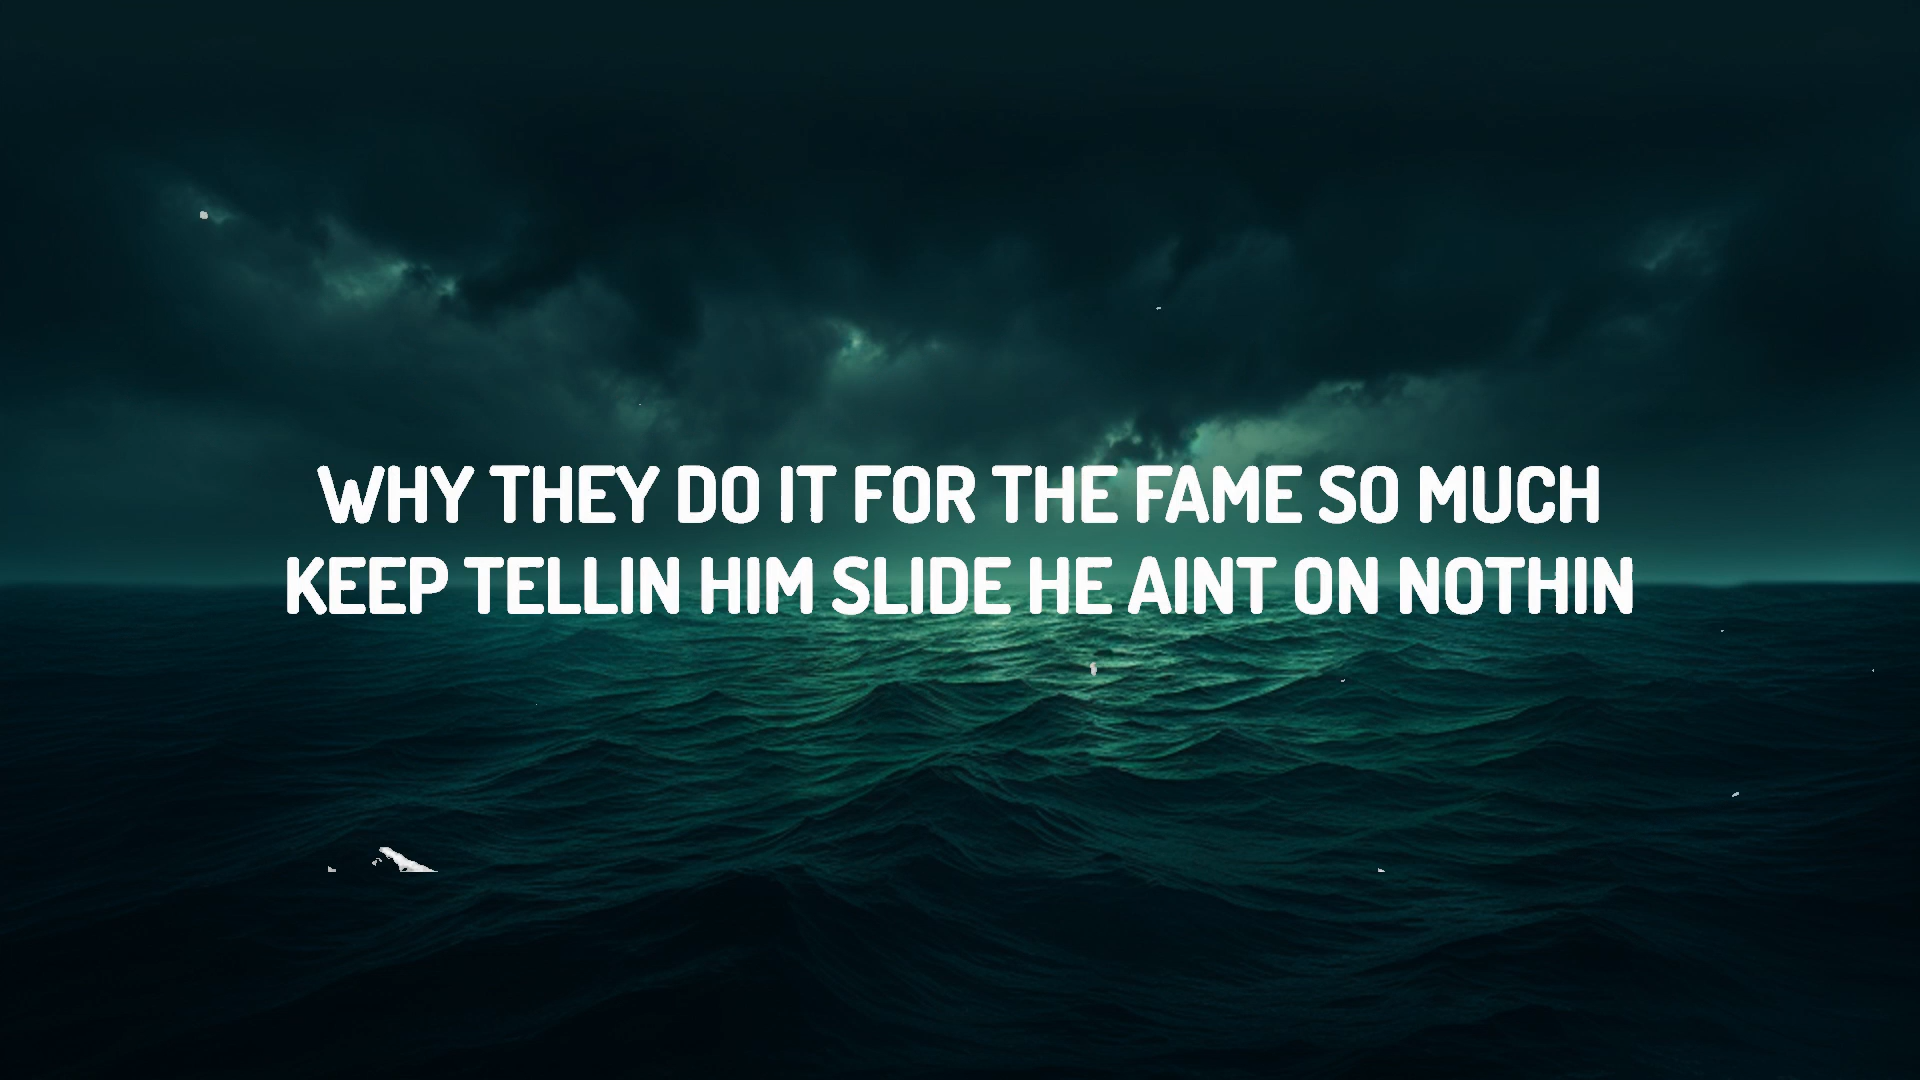 WHY THEY DO IT FOR THE FAME SO MUCH
KEEP TELLIN HIM SLIDE HE AINT ON NOTHIN